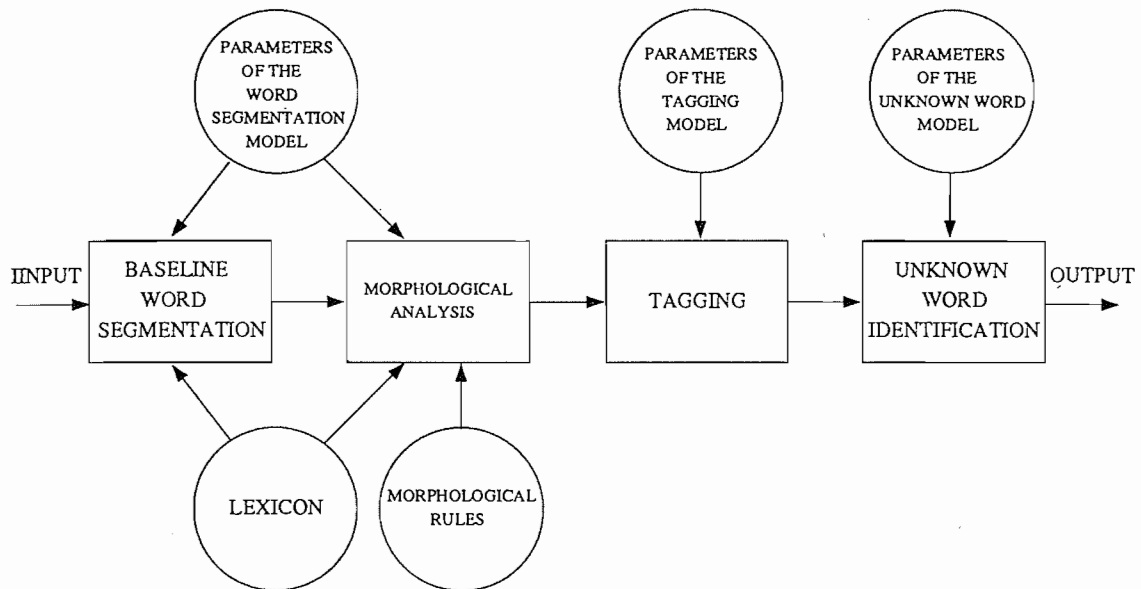 PARAMETERS
OF THE
WORD
SEGMENTATION
MODEL
PARAMETERS
OF THE
TAGGING
MODEL
PARAMETERS
OF THE
UNKNOWN WORD
MODEL
IINPUT
BASELINE
WORD
SEGMENTATION
MORPHOLOGICAL
ANALYSIS
TAGGING
UNKNOWN
WORD
IDENTIFICATION
OUTPUT
LEXICON
MORPHOLOGICAL
RULES